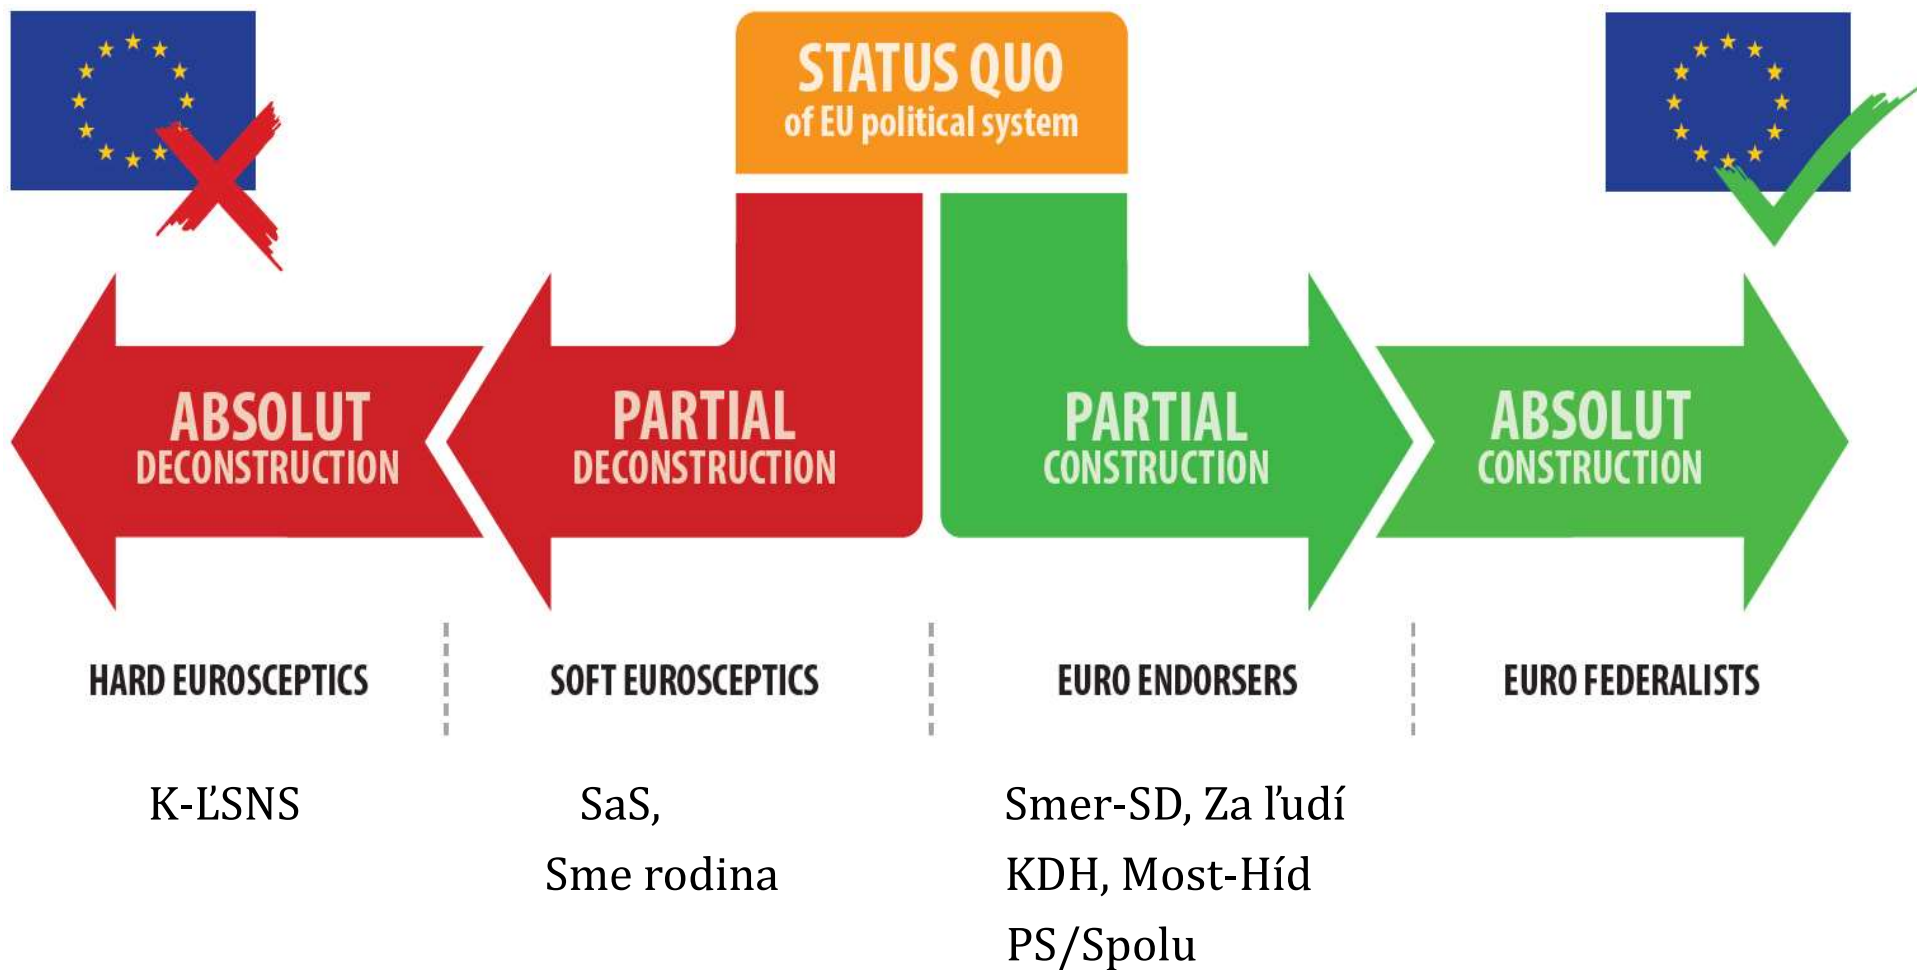 STATUS QUO
of EU political system
ABSOLUT
DECONSTRUCTION
PARTIAL
DECONSTRUCTION
PARTIAL
CONSTRUCTION
ABSOLUT
CONSTRUCTION
HARD EUROSCEPTICS
SOFT EUROSCEPTICS
EURO ENDORSERS
EURO FEDERALISTS
K-ĽSNS
SaS,
Sme rodina
Smer-SD, Za ľudí
KDH, Most-Híd
PS/Spolu